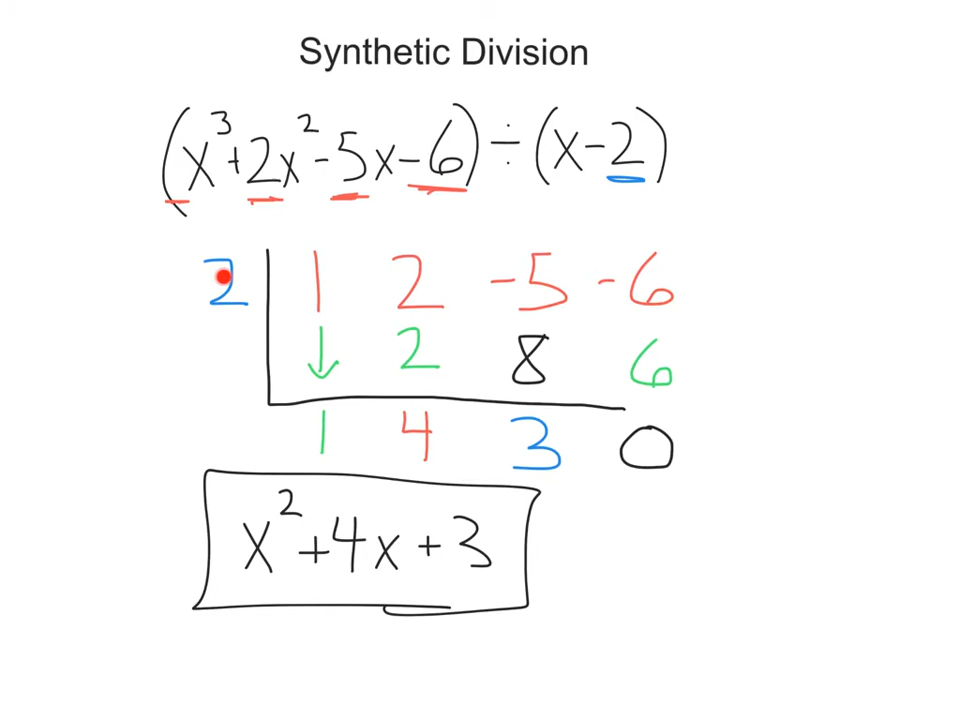 Synthetic Division
(x³+2x²-5x-6)÷(x-2)
2 1 2 -5 -6
↓ 2 8 6
1 4 3 0
x²+4x+3